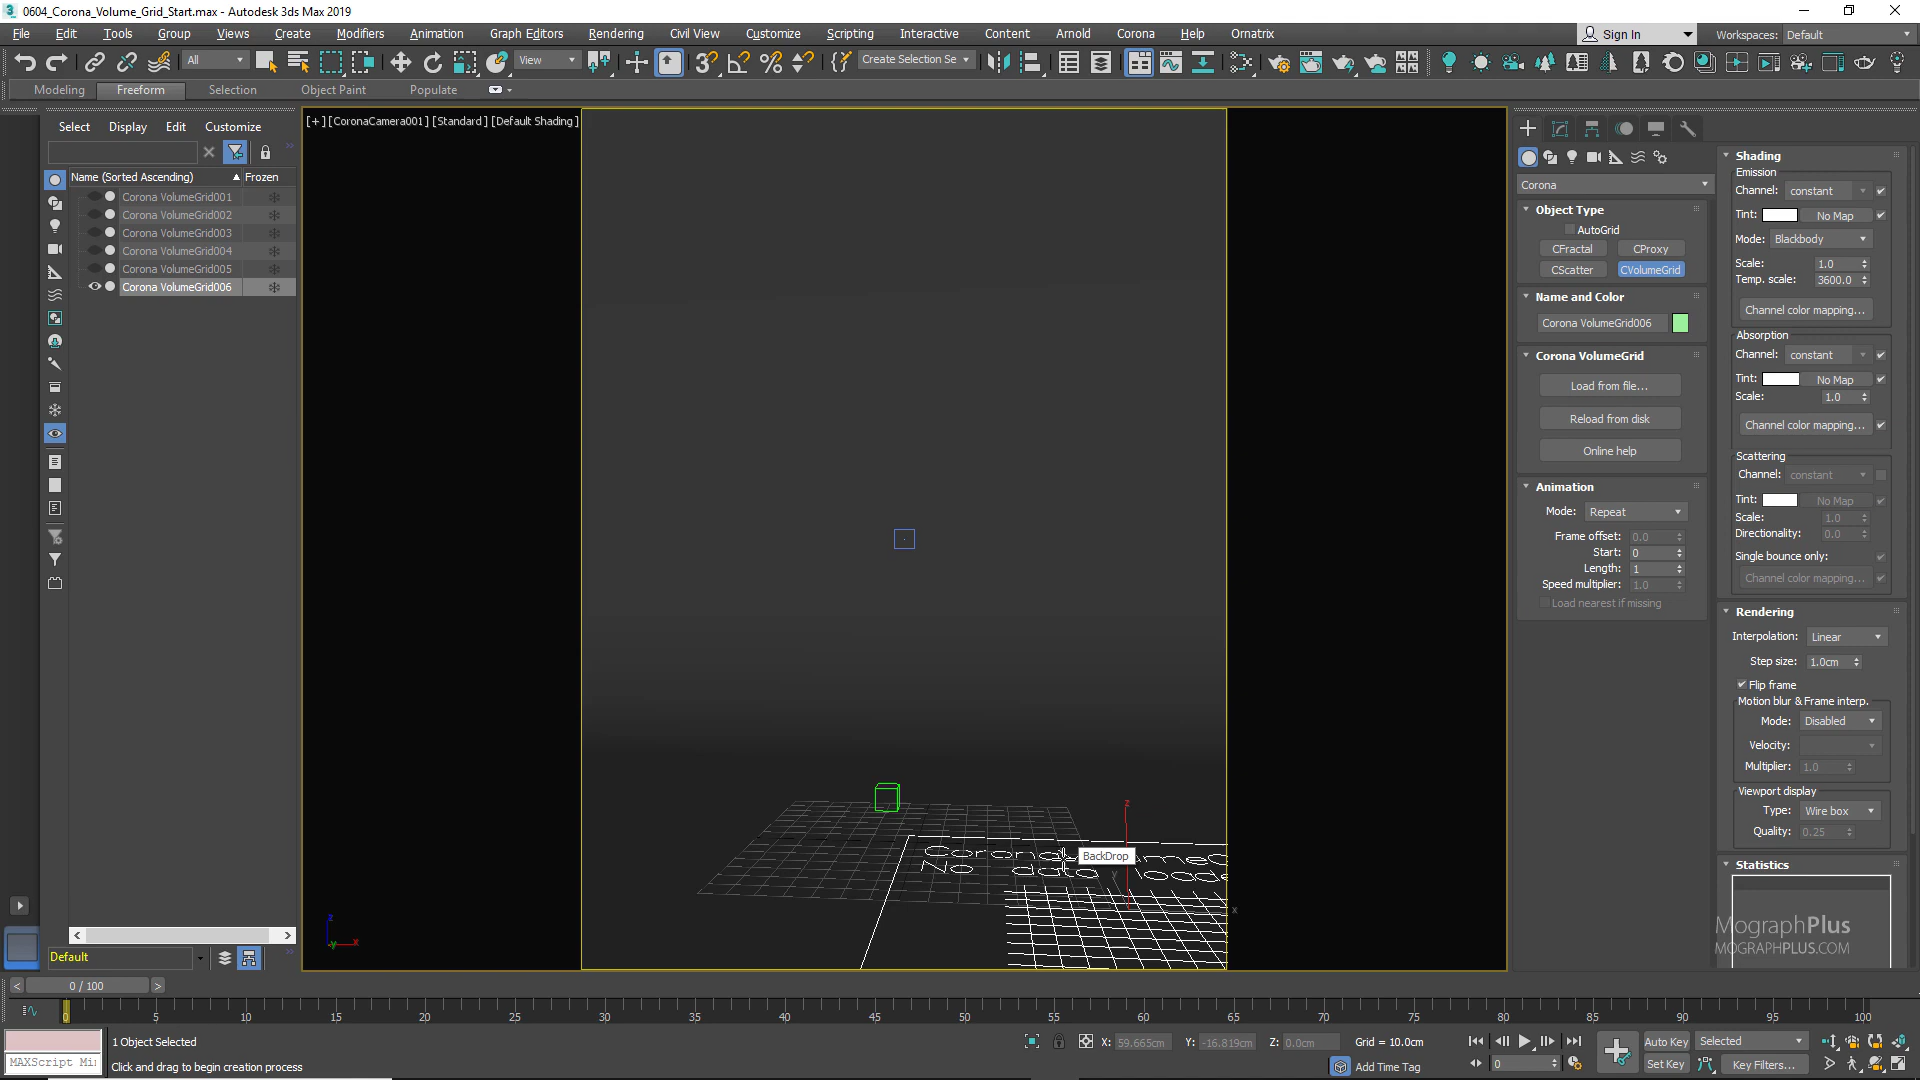 0604_Corona_Volume_Grid_Start.max - Autodesk 3ds Max 2019
File Edit Tools Group Views Create Modifiers Animation Graph Editors Rendering Civil View Customize Scripting Interactive Content Arnold Corona Help Ornatrix Sign In Workspaces: Default
All View Create Selection Se
Modeling Freeform Selection Object Paint Populate
[+] [CoronaCamera001] [Standard] [Default Shading]
Select Display Edit Customize
Name (Sorted Ascending) Frozen
Corona VolumeGrid001
Corona VolumeGrid002
Corona VolumeGrid003
Corona VolumeGrid004
Corona VolumeGrid005
Corona VolumeGrid006
Default
BackDrop
No data loade
z
y
x
z
y
x
Corona
Object Type
AutoGrid
CFractal CProxy
CScatter CVolumeGrid
Name and Color
Corona VolumeGrid006
Corona VolumeGrid
Load from file...
Reload from disk
Online help
Animation
Mode: Repeat
Frame offset: 0.0
Start: 0
Length: 1
Speed multiplier: 1.0
Load nearest if missing
Shading
Emission
Channel: constant
Tint: No Map
Mode: Blackbody
Scale: 1.0
Temp. scale: 3600.0
Channel color mapping...
Absorption
Channel: constant
Tint: No Map
Scale: 1.0
Channel color mapping...
Scattering
Channel: constant
Tint: No Map
Scale: 1.0
Directionality: 0.0
Single bounce only:
Channel color mapping...
Rendering
Interpolation: Linear
Step size: 1.0cm
Flip frame
Motion blur & Frame interp.
Mode: Disabled
Velocity:
Multiplier: 1.0
Viewport display
Type: Wire box
Quality: 0.25
Statistics
MographPlus
MOGRAPHPLUS.COM
< 0 / 100 >
0 5 10 15 20 25 30 35 40 45 50 55 60 65 70 75 80 85 90 95 100
1 Object Selected
X: 59.665cm Y: -16.819cm Z: 0.0cm Grid = 10.0cm
Auto Key Selected
MAXScript Mi
Click and drag to begin creation process
Add Time Tag
0
Set Key Key Filters...